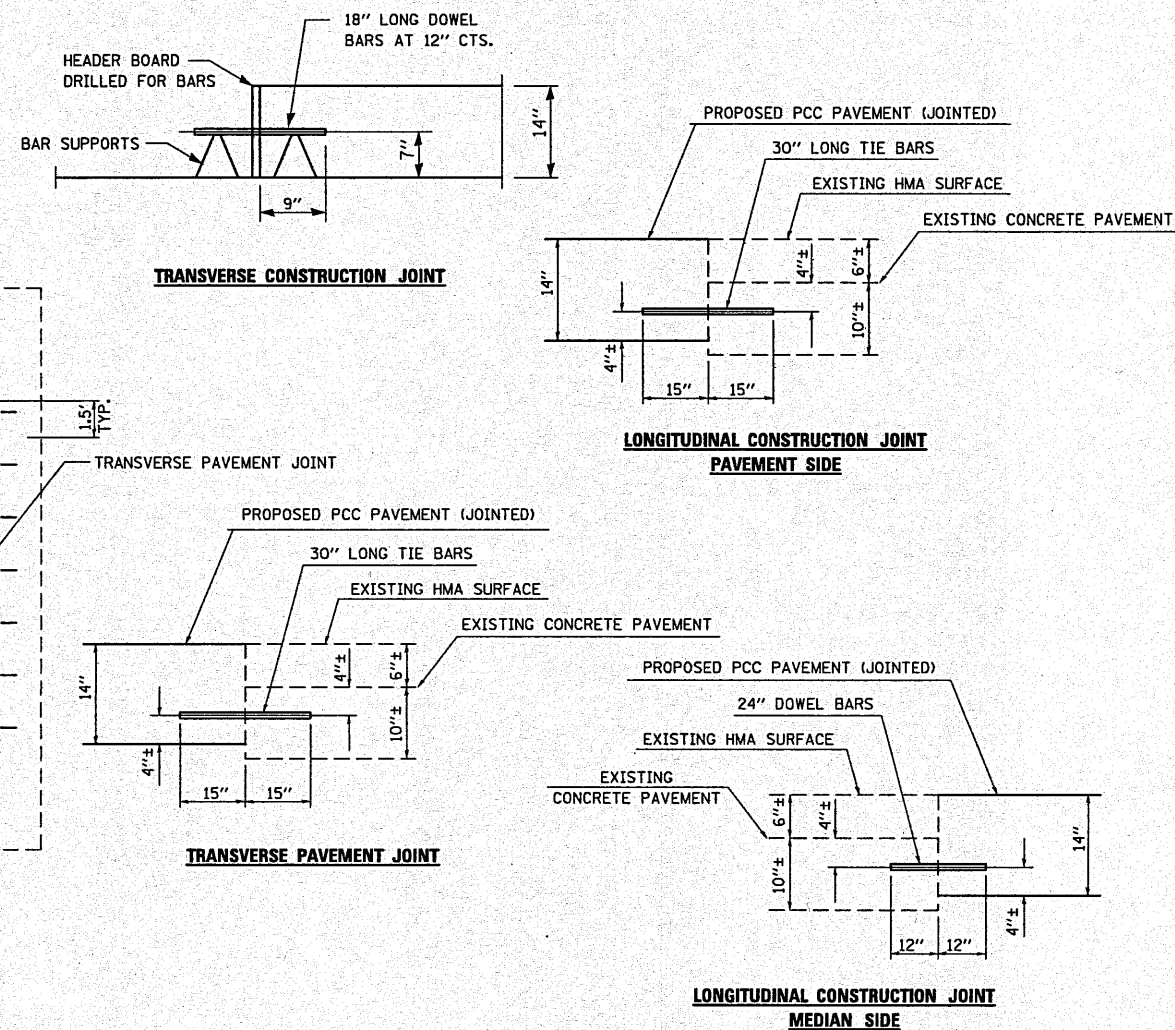 18" LONG DOWEL
BARS AT 12" CTS.
HEADER BOARD
DRILLED FOR BARS
BAR SUPPORTS
14"
7"
9"
TRANSVERSE CONSTRUCTION JOINT
PROPOSED PCC PAVEMENT (JOINTED)
30" LONG TIE BARS
EXISTING HMA SURFACE
EXISTING CONCRETE PAVEMENT
14"
4"±
6"±
10"±
4"±
15"
15"
LONGITUDINAL CONSTRUCTION JOINT
PAVEMENT SIDE
1.5'
TYP.
TRANSVERSE PAVEMENT JOINT
PROPOSED PCC PAVEMENT (JOINTED)
30" LONG TIE BARS
EXISTING HMA SURFACE
EXISTING CONCRETE PAVEMENT
14"
4"±
6"±
10"±
4"±
15"
15"
TRANSVERSE PAVEMENT JOINT
PROPOSED PCC PAVEMENT (JOINTED)
24" DOWEL BARS
EXISTING HMA SURFACE
EXISTING
CONCRETE PAVEMENT
6"±
4"±
10"±
14"
4"±
12"
12"
LONGITUDINAL CONSTRUCTION JOINT
MEDIAN SIDE